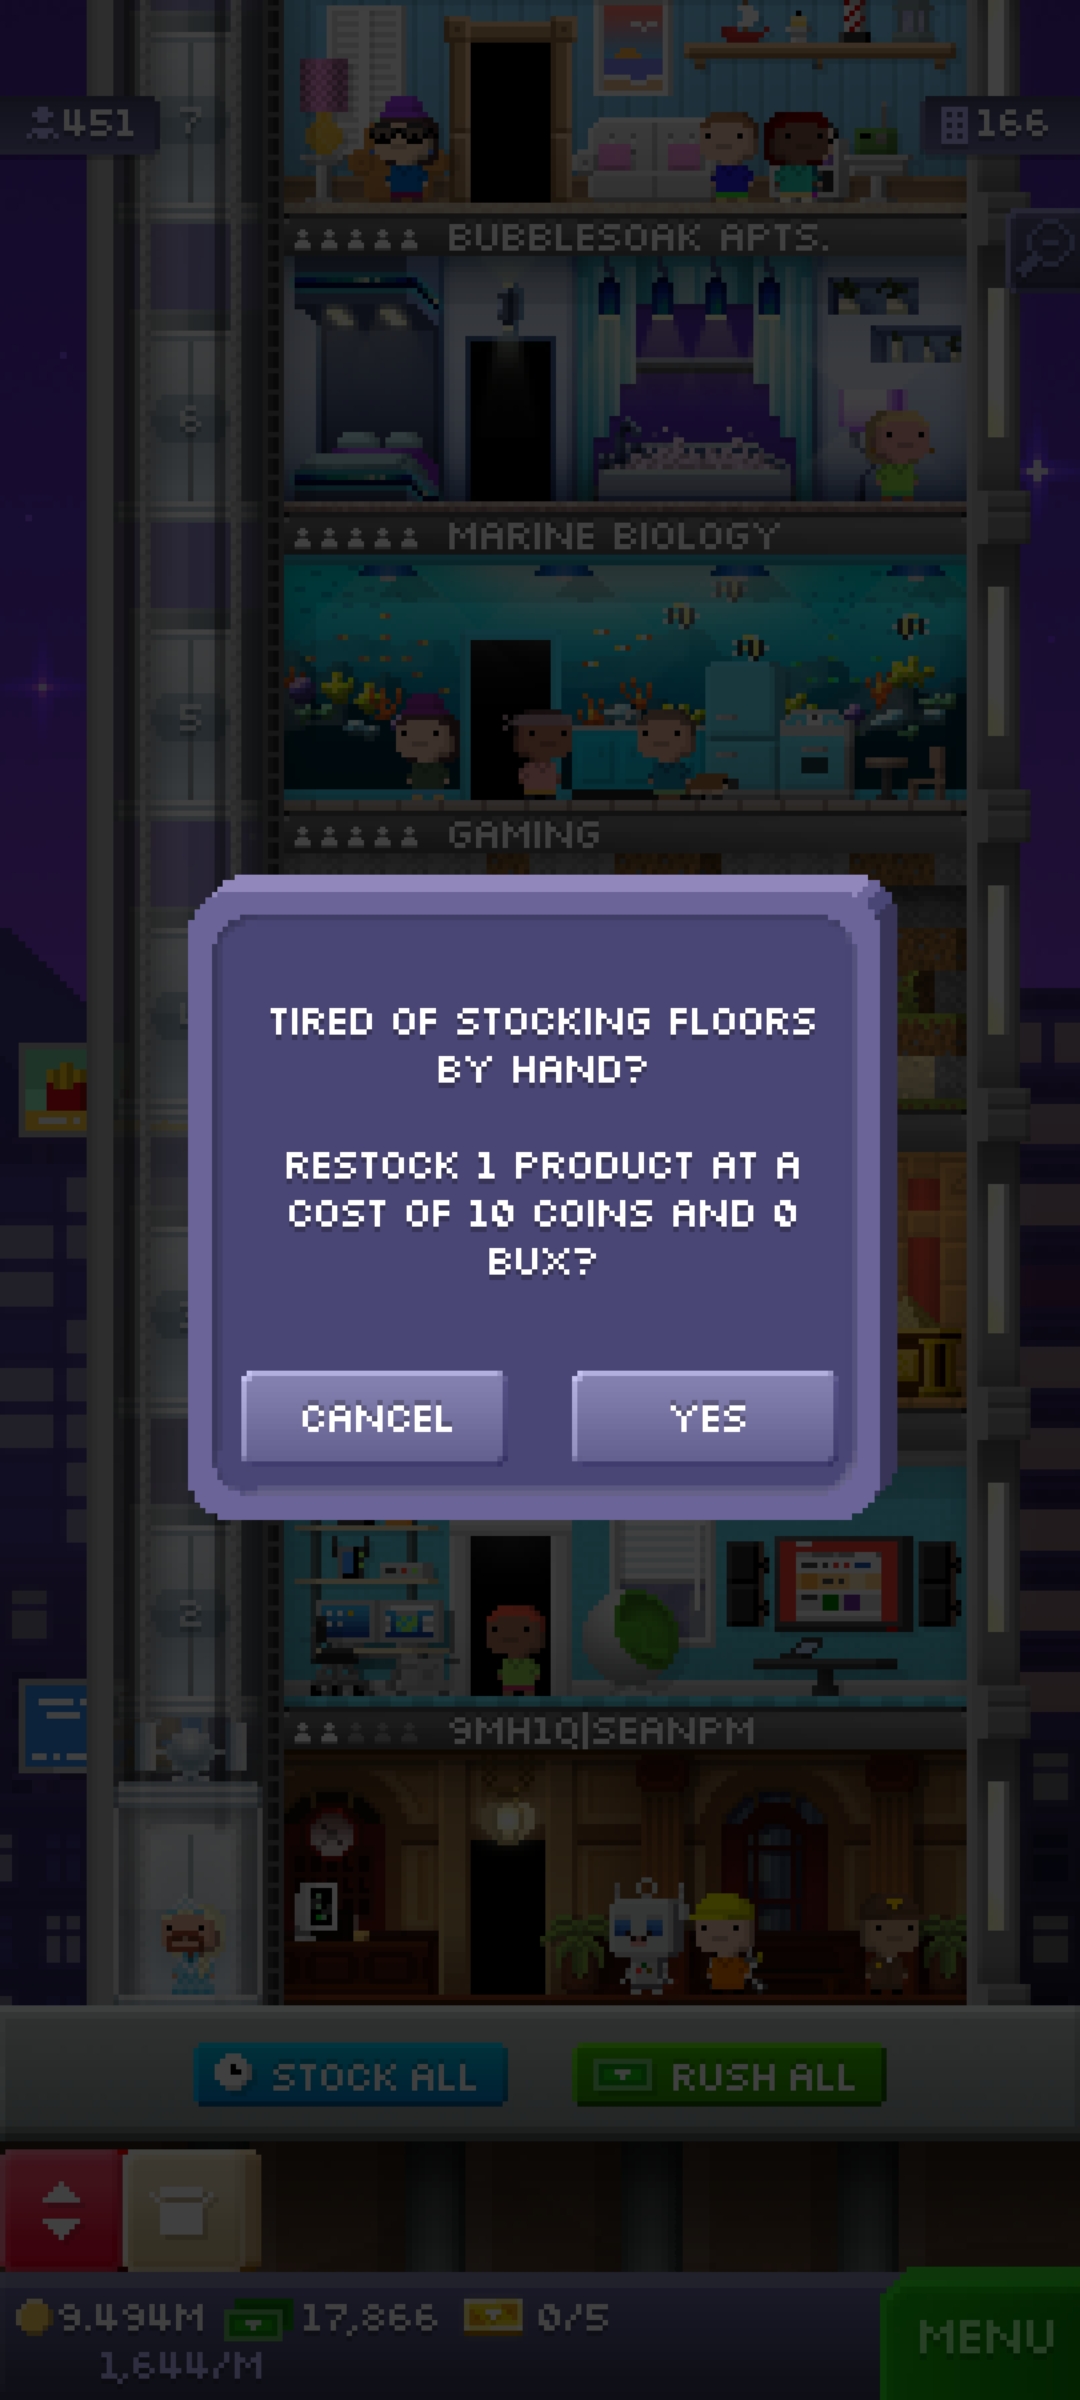 451
7
166
BUBBLESOAK APTS.
6
MARINE BIOLOGY
5
GAMING
TIRED OF STOCKING FLOORS
BY HAND?
RESTOCK 1 PRODUCT AT A
COST OF 10 COINS AND 0
BUX?
CANCEL
YES
2
9MH1Q|SEANPM
STOCK ALL
RUSH ALL
9.494M
17,866
0/5
1,644/M
MENU